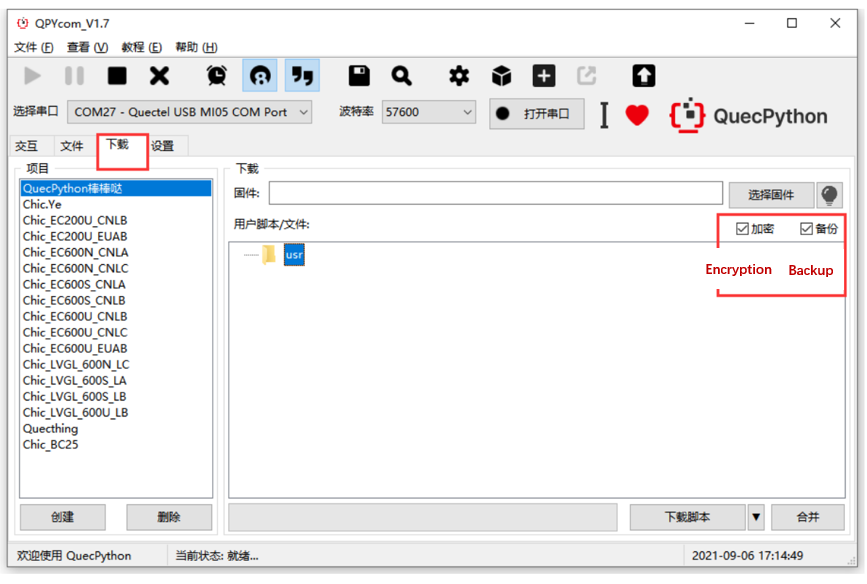 QPYcom_V1.7
文件 (F) 查看 (V) 教程 (E) 帮助 (H)
选择串口 COM27 - Quectel USB MI05 COM Port 波特率 57600 打开串口 QuecPython
交互 文件 下载 设置
项目
QuecPython棒棒哒
Chic.Ye
Chic_EC200U_CNLB
Chic_EC200U_EUAB
Chic_EC600N_CNLA
Chic_EC600N_CNLC
Chic_EC600S_CNLA
Chic_EC600S_CNLB
Chic_EC600U_CNLB
Chic_EC600U_CNLC
Chic_EC600U_EUAB
Chic_LVGL_600N_LC
Chic_LVGL_600S_LA
Chic_LVGL_600S_LB
Chic_LVGL_600U_LB
Quecthing
Chic_BC25
创建 删除
下载
固件: 选择固件
用户脚本/文件: 加密 备份
usr
Encryption Backup
下载脚本 合并
欢迎使用 QuecPython 当前状态: 就绪... 2021-09-06 17:14:49